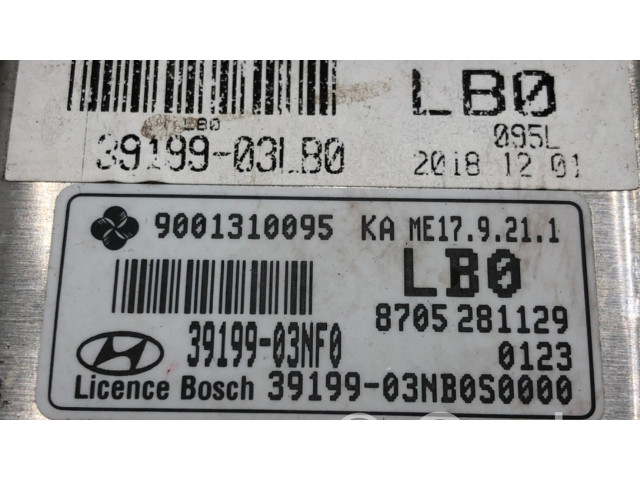 LB0
LB0
095L
39199-03LB0
2018 12 01
9001310095 KA ME17.9.21.1
LB0
8705 281129
39199-03NF0
0123
Licence Bosch 39199-03NB0S0000